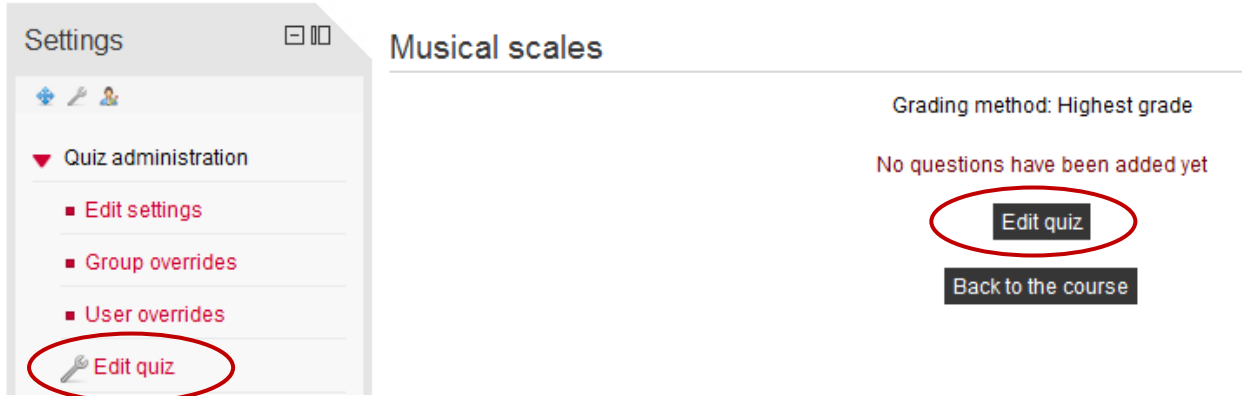 Settings
Quiz administration
Edit settings
Group overrides
User overrides
Edit quiz
Musical scales
Grading method: Highest grade
No questions have been added yet
Edit quiz
Back to the course